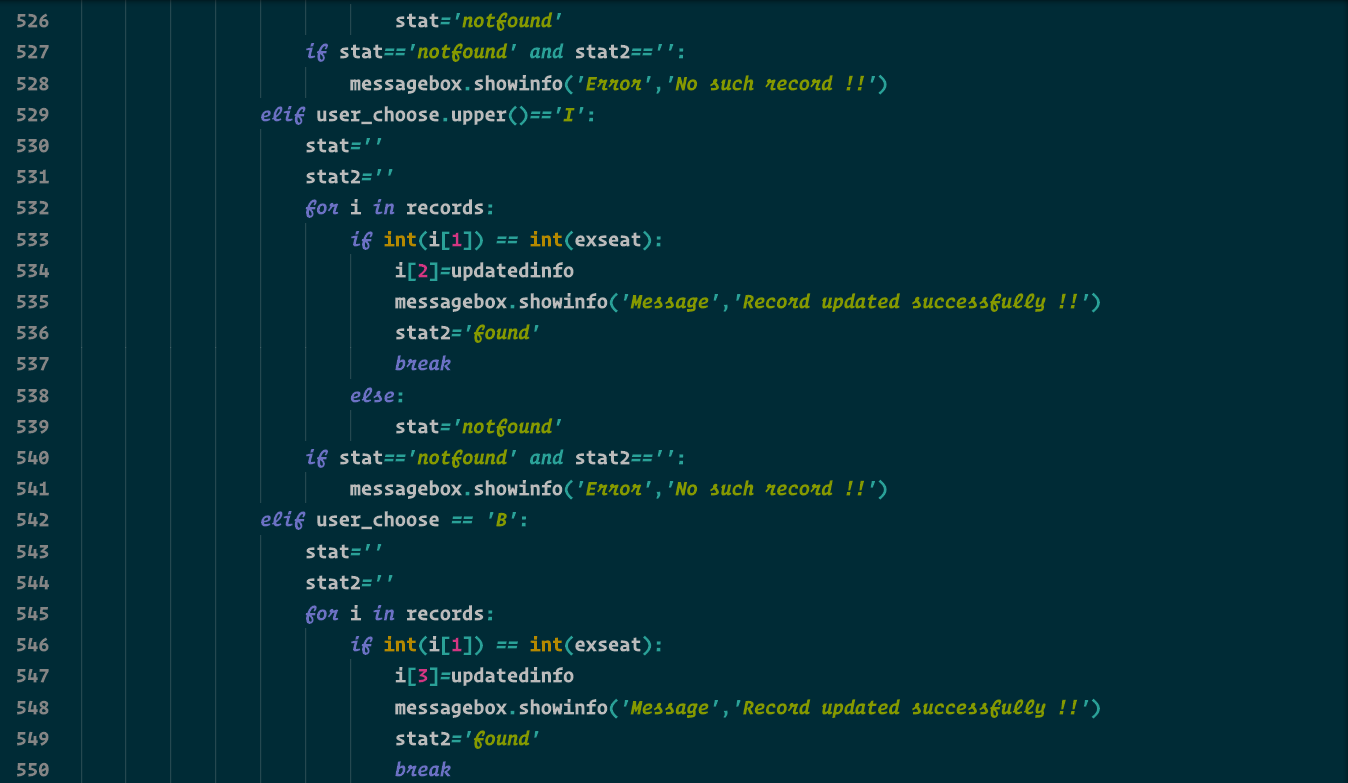 526                                 stat='notfound'
527                         if stat=='notfound' and stat2=='':
528                             messagebox.showinfo('Error','No such record !!')
529                     elif user_choose.upper()=='I':
530                         stat=''
531                         stat2=''
532                         for i in records:
533                             if int(i[1]) == int(exseat):
534                                 i[2]=updatedinfo
535                                 messagebox.showinfo('Message','Record updated successfully !!')
536                                 stat2='found'
537                                 break
538                             else:
539                                 stat='notfound'
540                         if stat=='notfound' and stat2=='':
541                             messagebox.showinfo('Error','No such record !!')
542                     elif user_choose == 'B':
543                         stat=''
544                         stat2=''
545                         for i in records:
546                             if int(i[1]) == int(exseat):
547                                 i[3]=updatedinfo
548                                 messagebox.showinfo('Message','Record updated successfully !!')
549                                 stat2='found'
550                                 break